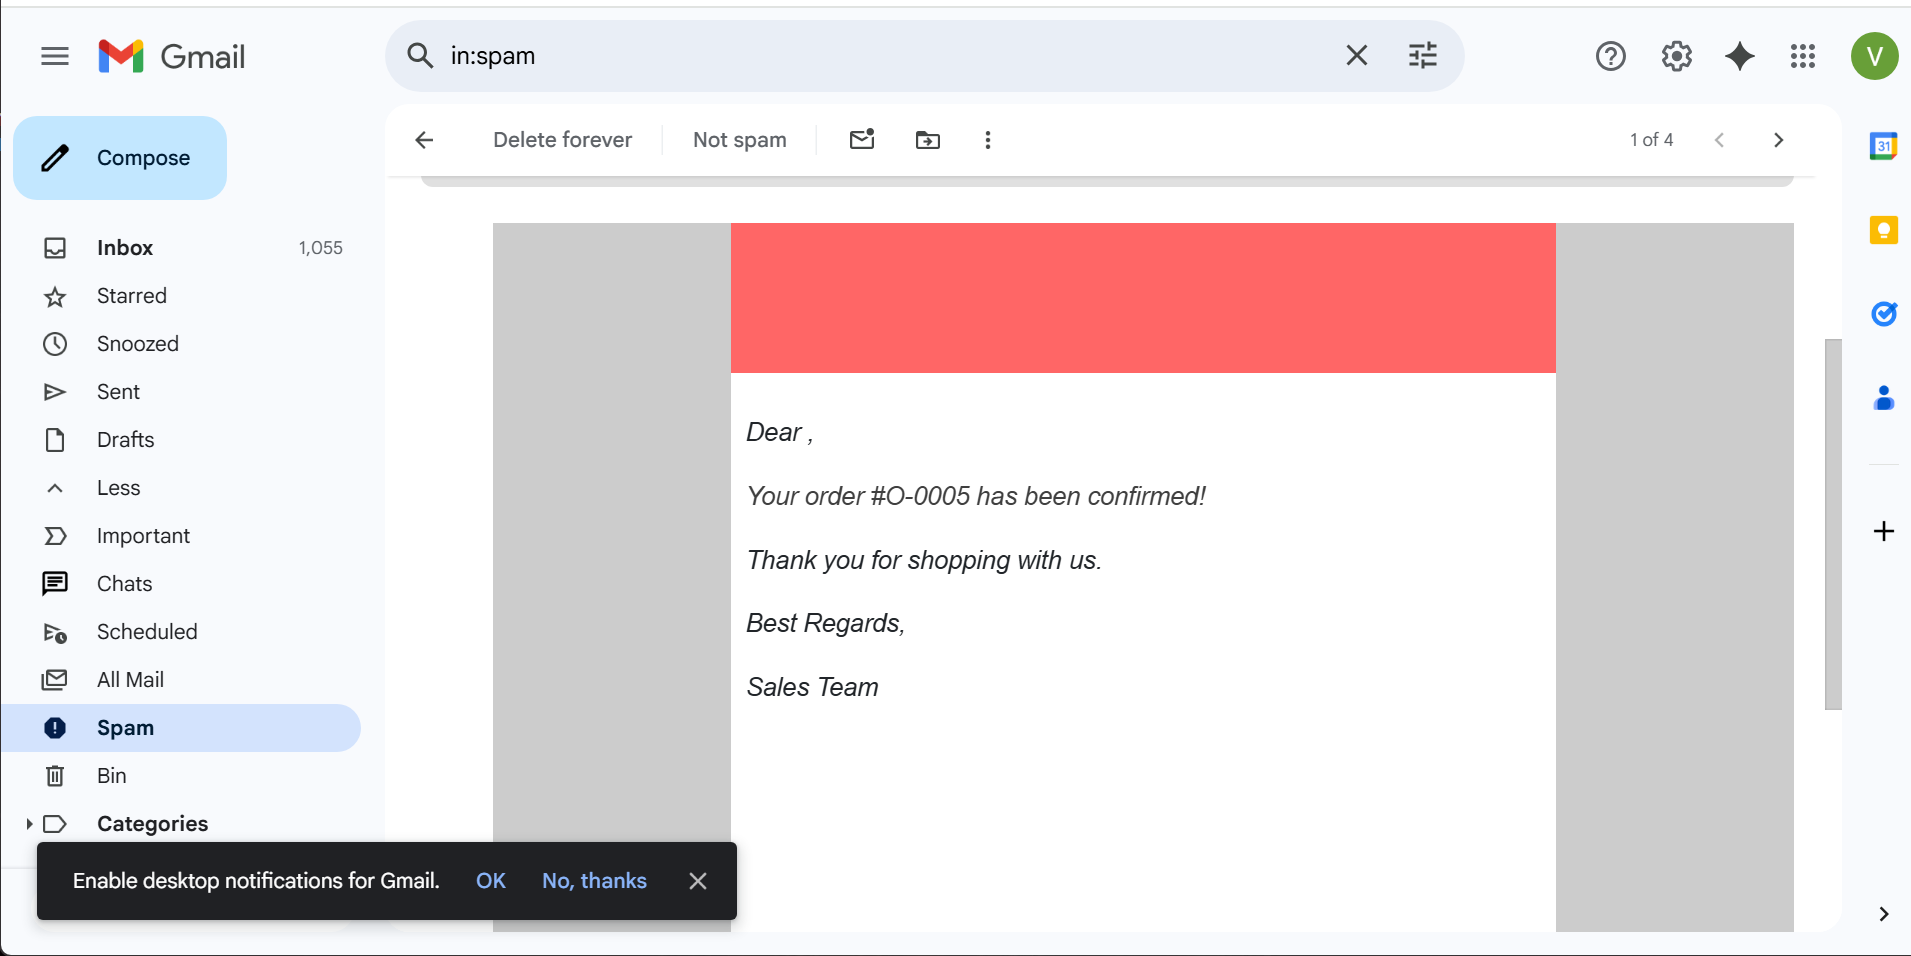 Gmail
in:spam
V
Compose
Delete forever
Not spam
1 of 4
31
Inbox 1,055
Starred
Snoozed
Sent
Drafts
Less
Important
Chats
Scheduled
All Mail
Spam
Bin
Categories
Dear ,
Your order #O-0005 has been confirmed!
Thank you for shopping with us.
Best Regards,
Sales Team
Enable desktop notifications for Gmail. OK No, thanks